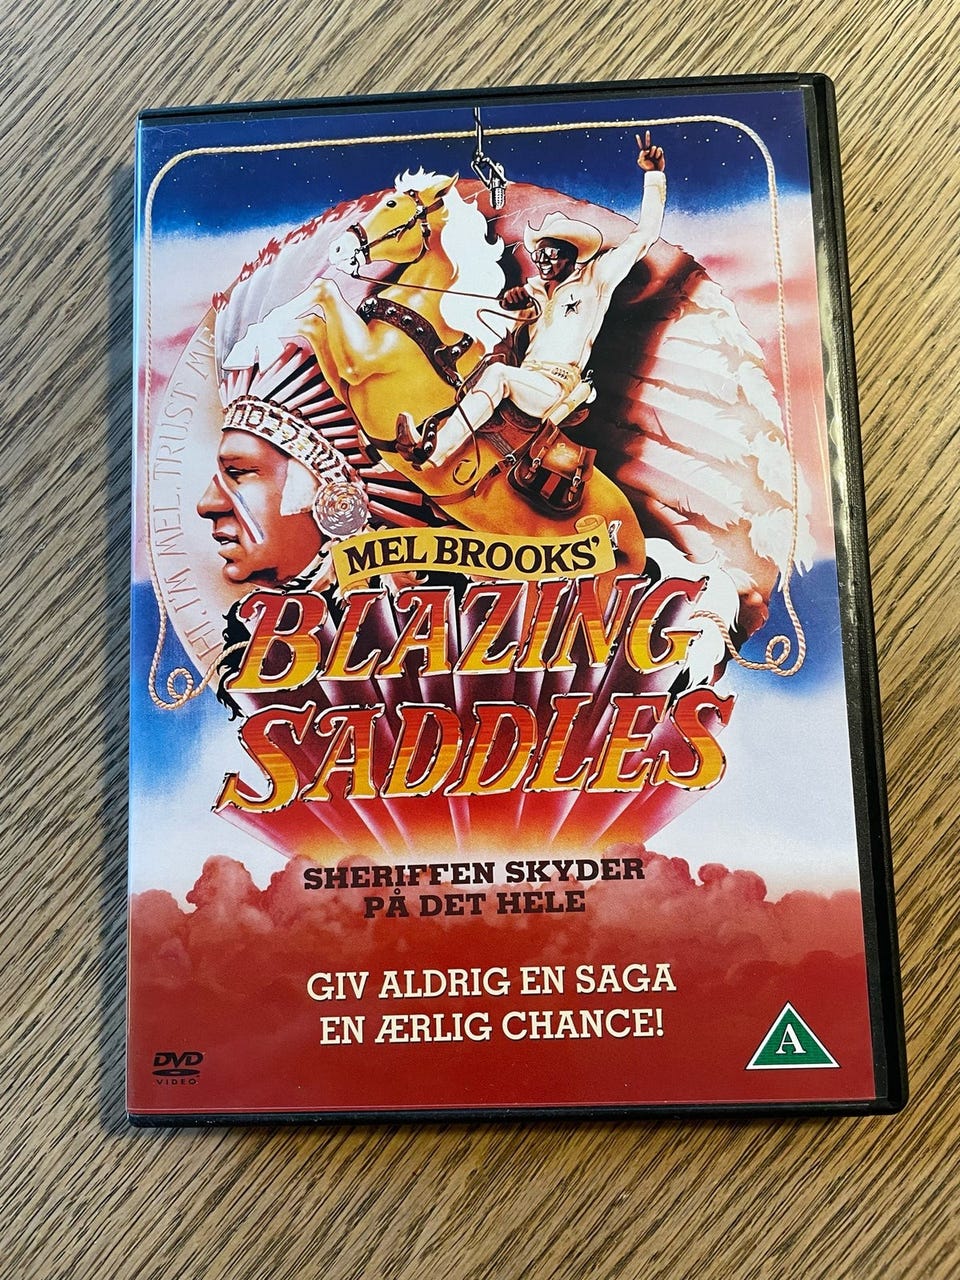 HI, I'M MEL, TRUST ME
MEL BROOKS'
BLAZING
SADDLES
SHERIFFEN SKYDER
PÅ DET HELE
GIV ALDRIG EN SAGA
EN ÆRLIG CHANCE!
A
DVD
VIDEO